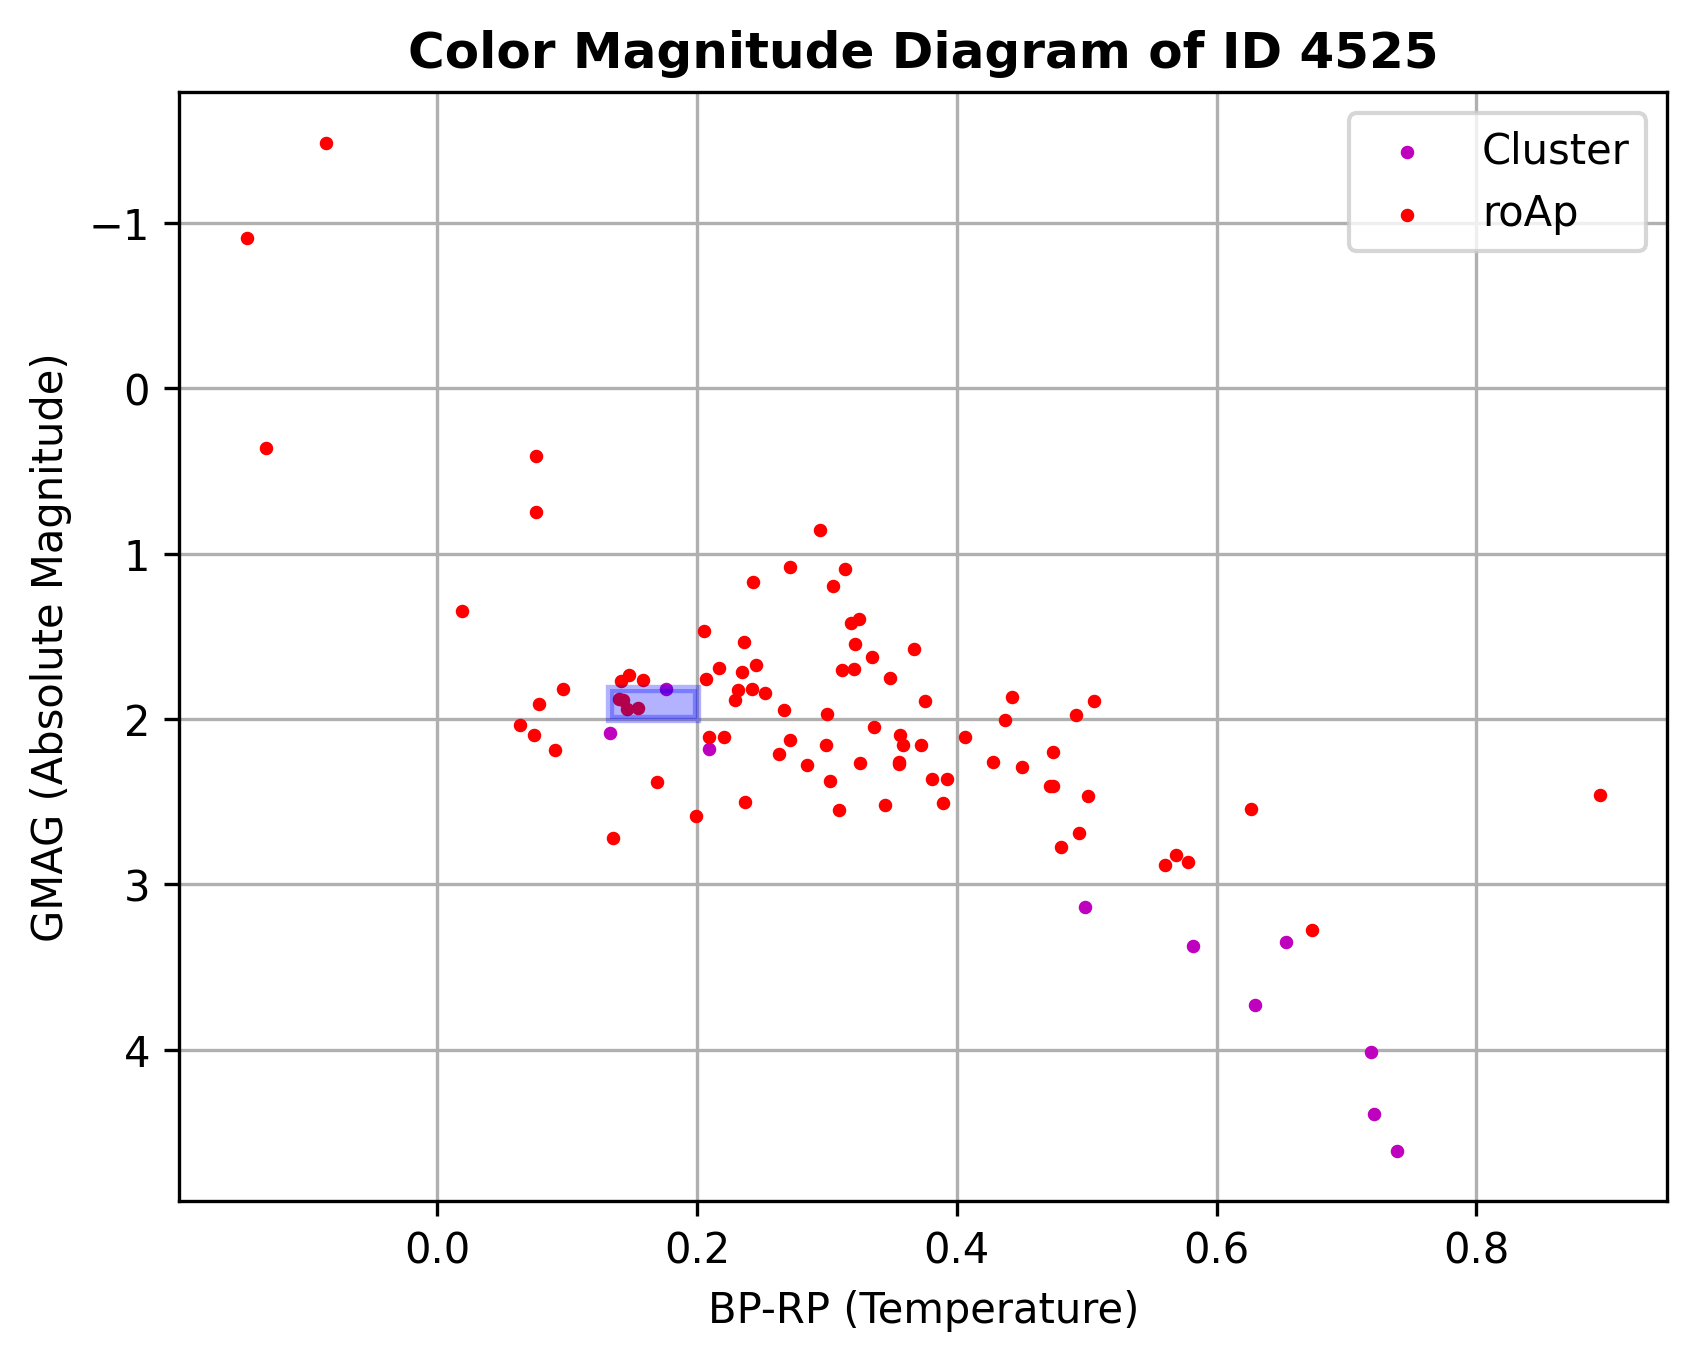 Color Magnitude Diagram of ID 4525
Cluster
roAp
GMAG (Absolute Magnitude)
−1
0
1
2
3
4
0.0 0.2 0.4 0.6 0.8
BP-RP (Temperature)